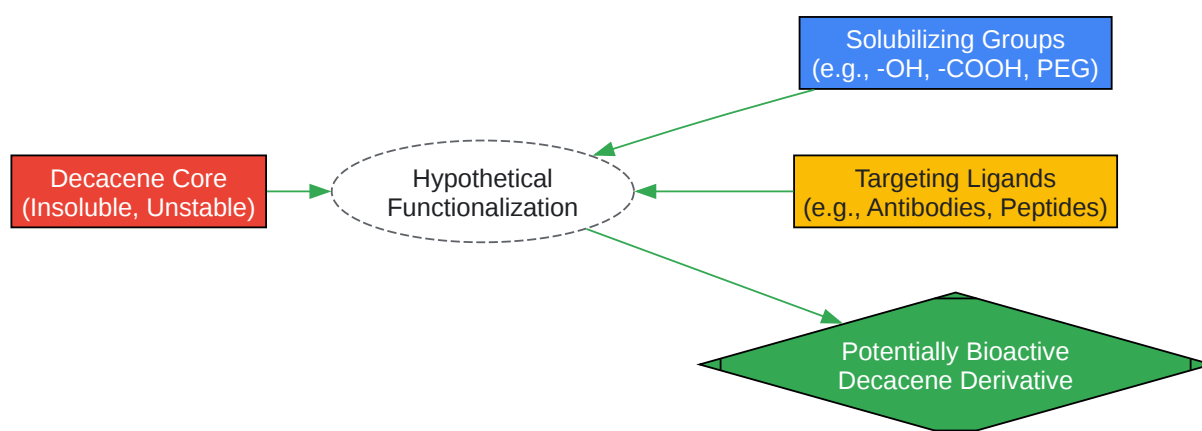 Solubilizing Groups
(e.g., -OH, -COOH, PEG)
Decacene Core
(Insoluble, Unstable)
Hypothetical
Functionalization
Targeting Ligands
(e.g., Antibodies, Peptides)
Potentially Bioactive
Decacene Derivative